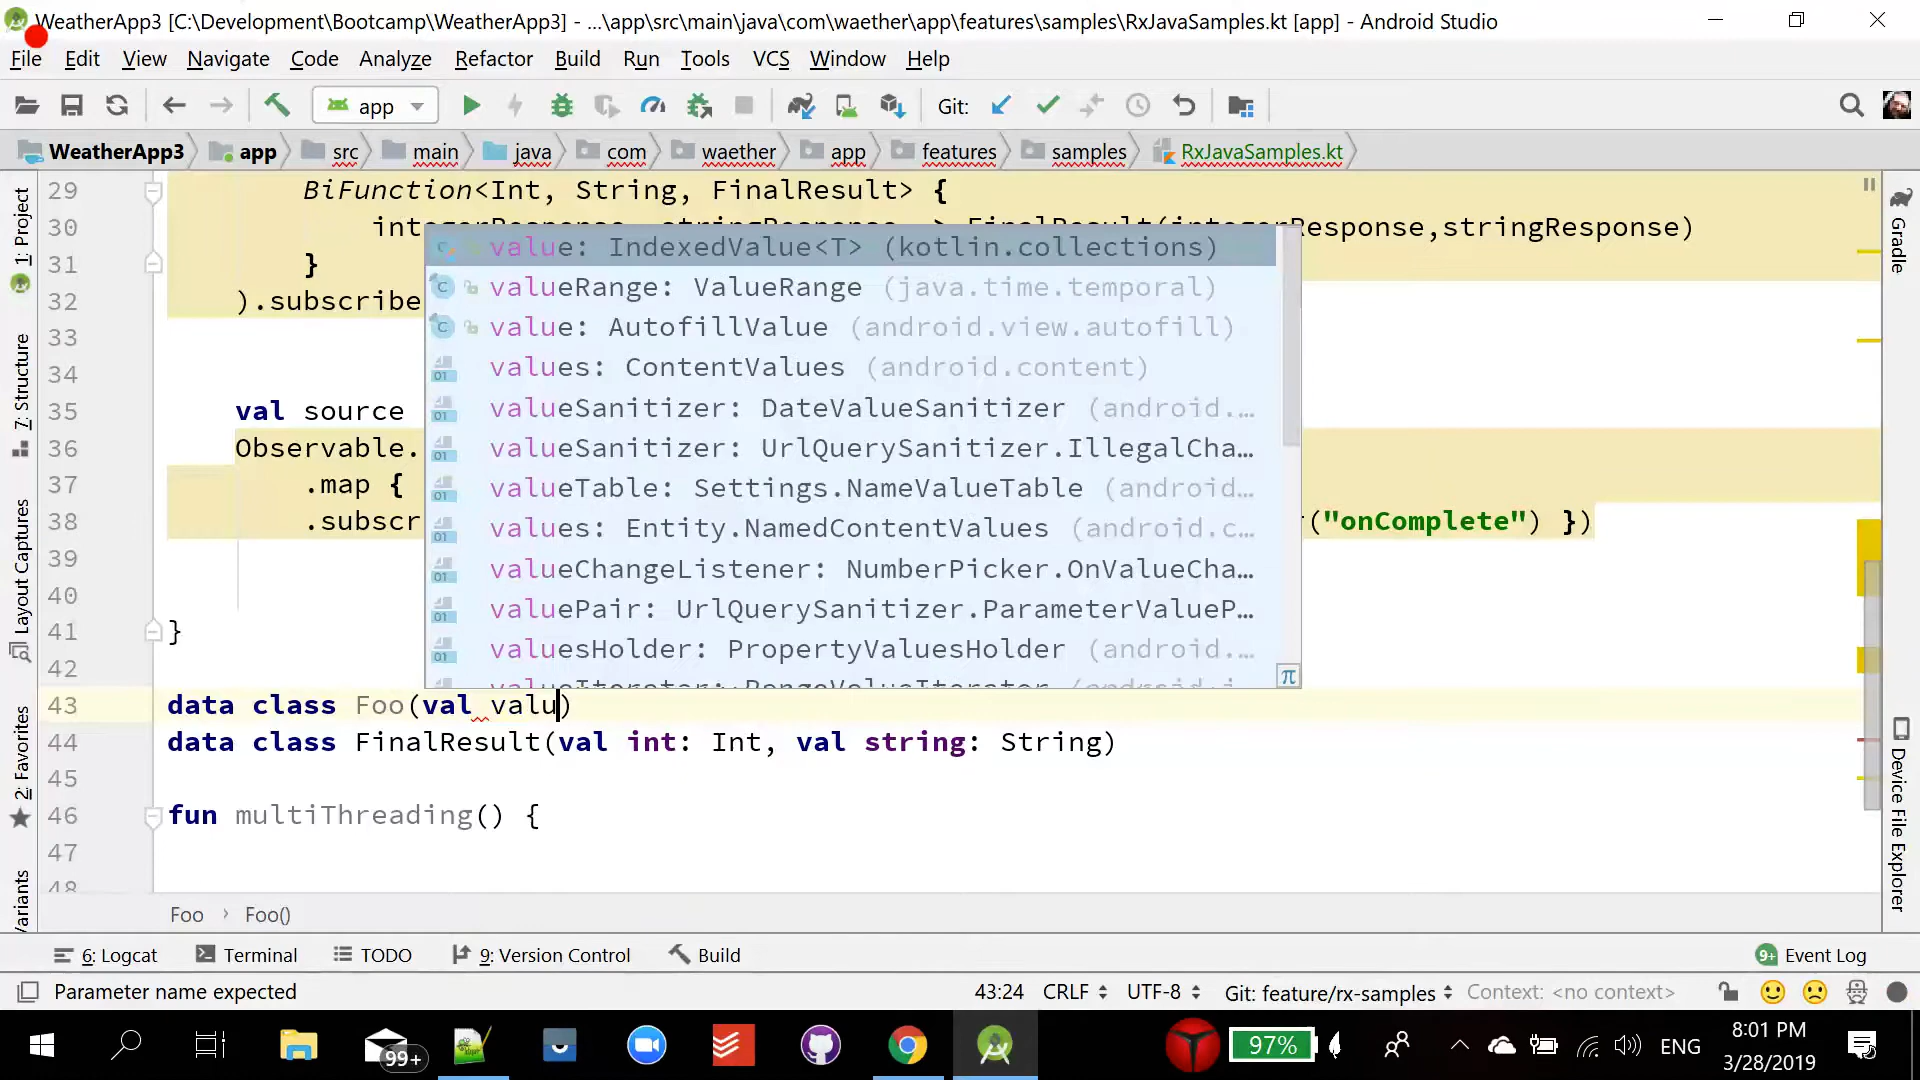 WeatherApp3 [C:\Development\Bootcamp\WeatherApp3] - ...\app\src\main\java\com\waether\app\features\samples\RxJavaSamples.kt [app] - Android Studio
File Edit View Navigate Code Analyze Refactor Build Run Tools VCS Window Help
app Git:
WeatherApp3 app src main java com waether app features samples RxJavaSamples.kt
1: Project
7: Structure
Layout Captures
2: Favorites
Variants
Gradle
Device File Explorer
29 BiFunction<Int, String, FinalResult> {
30 int Response,stringResponse)
31 }
32 ).subscribe
33
34
35 val source
36 Observable.
37 .map {
38 .subscr ("onComplete") })
39
40
41 }
42
43 data class Foo(val valu)
44 data class FinalResult(val int: Int, val string: String)
45
46 fun multiThreading() {
47
48
value: IndexedValue<T> (kotlin.collections)
valueRange: ValueRange (java.time.temporal)
value: AutofillValue (android.view.autofill)
values: ContentValues (android.content)
valueSanitizer: DateValueSanitizer (android.…
valueSanitizer: UrlQuerySanitizer.IllegalCha…
valueTable: Settings.NameValueTable (android…
values: Entity.NamedContentValues (android.c…
valueChangeListener: NumberPicker.OnValueCha…
valuePair: UrlQuerySanitizer.ParameterValueP…
valuesHolder: PropertyValuesHolder (android.…
π
Foo › Foo()
6: Logcat Terminal TODO 9: Version Control Build 9+ Event Log
Parameter name expected 43:24 CRLF UTF-8 Git: feature/rx-samples Context: <no context>
99+ 97% ENG 8:01 PM
3/28/2019